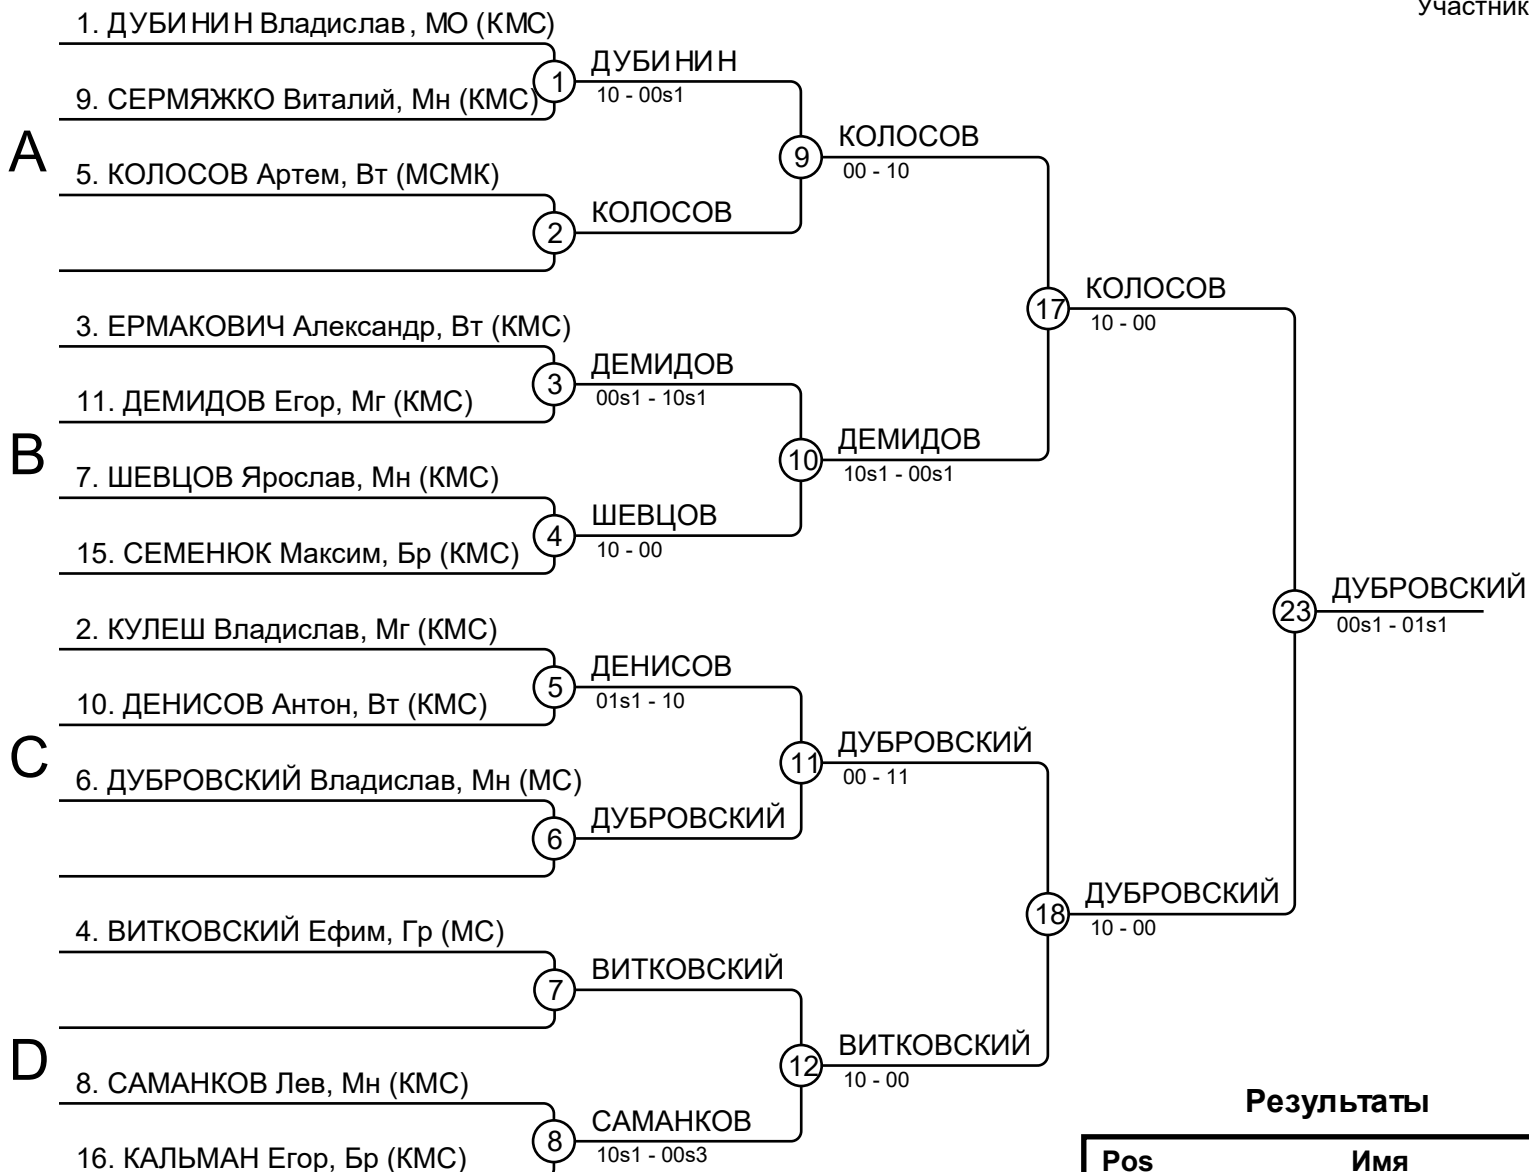 Участник
1. ДУБИНИН Владислав, МО (КМС)
ДУБИНИН
1
10 - 00s1
9. СЕРМЯЖКО Виталий, Мн (КМС)
A
КОЛОСОВ
9
00 - 10
5. КОЛОСОВ Артем, Вт (МСМК)
КОЛОСОВ
2
КОЛОСОВ
17
10 - 00
3. ЕРМАКОВИЧ Александр, Вт (КМС)
ДЕМИДОВ
3
00s1 - 10s1
11. ДЕМИДОВ Егор, Мг (КМС)
B
ДЕМИДОВ
10
10s1 - 00s1
7. ШЕВЦОВ Ярослав, Мн (КМС)
ШЕВЦОВ
4
10 - 00
15. СЕМЕНЮК Максим, Бр (КМС)
ДУБРОВСКИЙ
23
00s1 - 01s1
2. КУЛЕШ Владислав, Мг (КМС)
ДЕНИСОВ
5
01s1 - 10
10. ДЕНИСОВ Антон, Вт (КМС)
C
ДУБРОВСКИЙ
11
00 - 11
6. ДУБРОВСКИЙ Владислав, Мн (МС)
ДУБРОВСКИЙ
6
ДУБРОВСКИЙ
18
10 - 00
4. ВИТКОВСКИЙ Ефим, Гр (МС)
ВИТКОВСКИЙ
7
D
ВИТКОВСКИЙ
12
10 - 00
8. САМАНКОВ Лев, Мн (КМС)
САМАНКОВ
8
10s1 - 00s3
16. КАЛЬМАН Егор, Бр (КМС)
Результаты
Pos Имя